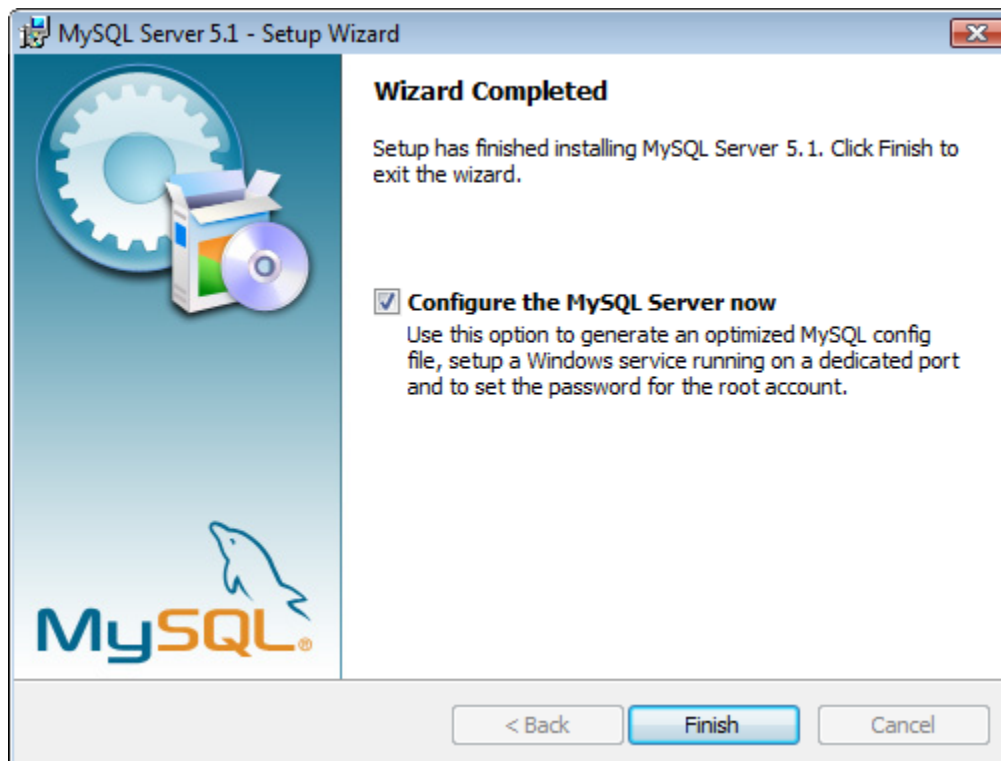 MySQL Server 5.1 - Setup Wizard
Wizard Completed
Setup has finished installing MySQL Server 5.1. Click Finish to
exit the wizard.
Configure the MySQL Server now
Use this option to generate an optimized MySQL config
file, setup a Windows service running on a dedicated port
and to set the password for the root account.
MySQL®
< Back
Finish
Cancel